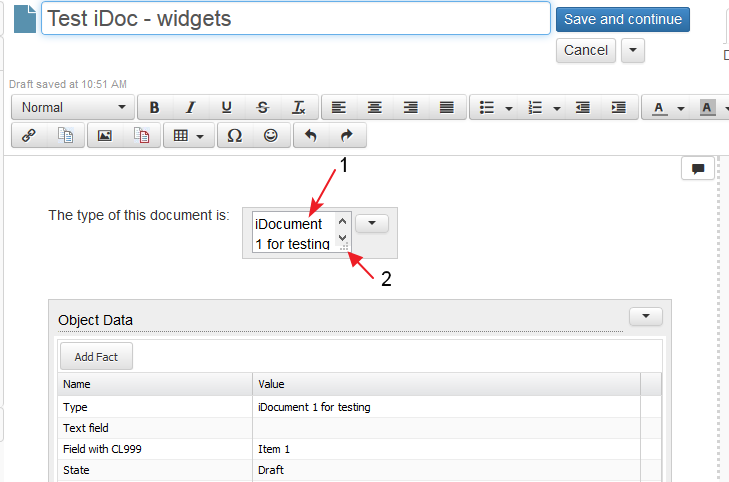 Test iDoc - widgets
Save and continue
Cancel
Draft saved at 10:51 AM
Normal B I U S Tx A A
Ω
1
The type of this document is:
iDocument
1 for testing
2
Object Data
Add Fact
Name Value
Type iDocument 1 for testing
Text field
Field with CL999 Item 1
State Draft